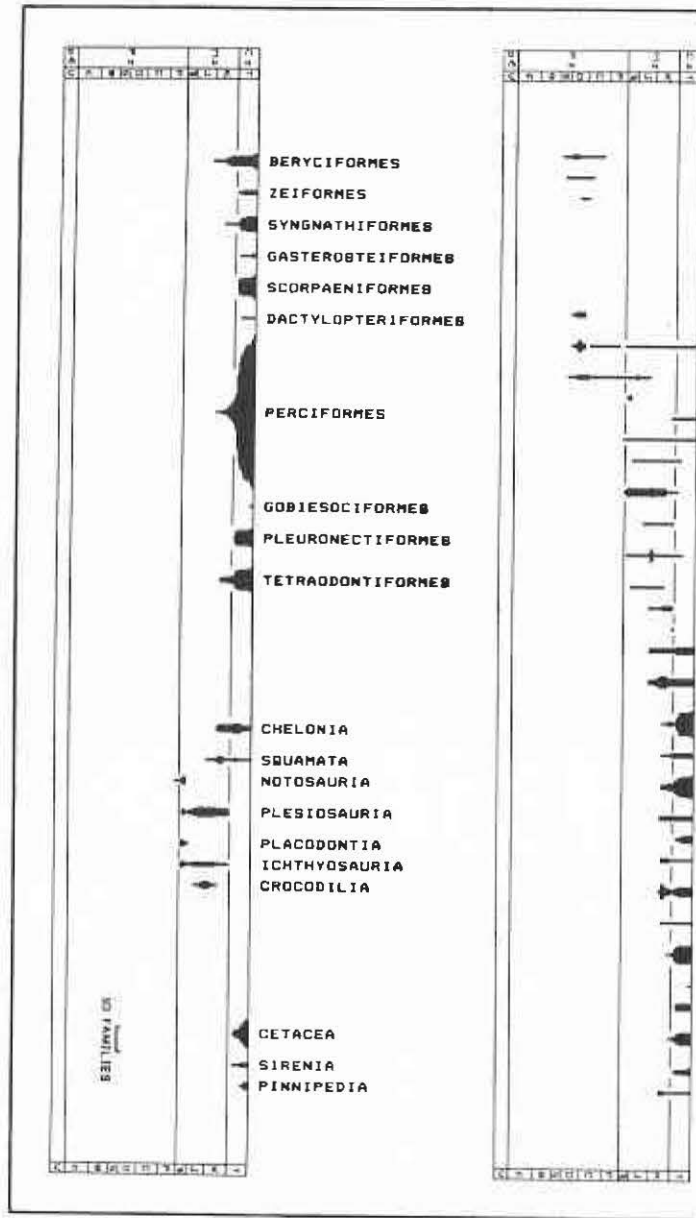 BERYCIFORMES
ZEIFORMES
SYNGNATHIFORMES
GASTEROSTEIFORMES
SCORPAENIFORMES
DACTYLOPTERIFORMES
PERCIFORMES
GOBIESOCIFORMES
PLEURONECTIFORMES
TETRAODONTIFORMES
CHELONIA
SQUAMATA
NOTOSAURIA
PLESIOSAURIA
PLACODONTIA
ICHTHYOSAURIA
CROCODILIA
10 FAMILIES
CETACEA
SIRENIA
PINNIPEDIA